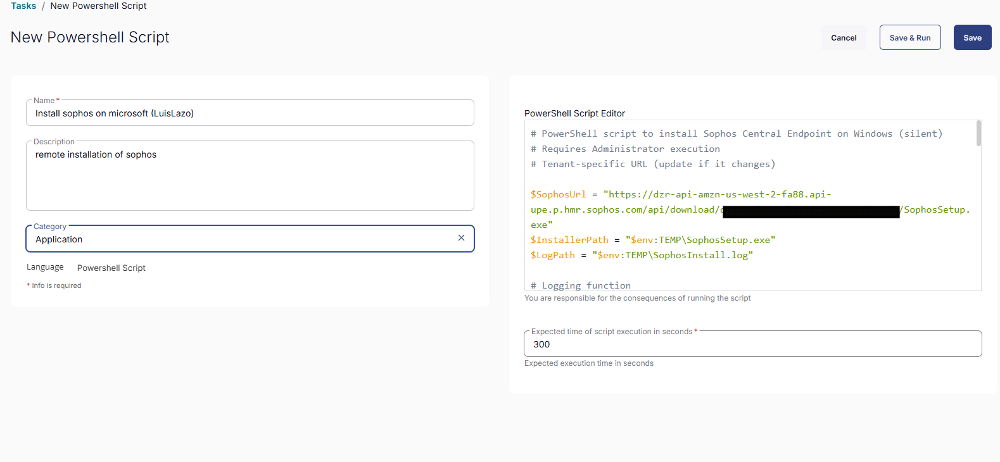 Tasks / New Powershell Script
New Powershell Script
Cancel
Save & Run
Save
Name *
Install sophos on microsoft (LuisLazo)
Description
remote installation of sophos
Category
Application
Language Powershell Script
* Info is required
PowerShell Script Editor
# PowerShell script to install Sophos Central Endpoint on Windows (silent)
# Requires Administrator execution
# Tenant-specific URL (update if it changes)
$SophosUrl = "https://dzr-api-amzn-us-west-2-fa88.api-
upe.p.hmr.sophos.com/api/download/ /SophosSetup.
exe"
$InstallerPath = "$env:TEMP\SophosSetup.exe"
$LogPath = "$env:TEMP\SophosInstall.log"
# Logging function
You are responsible for the consequences of running the script
Expected time of script execution in seconds *
300
Expected execution time in seconds